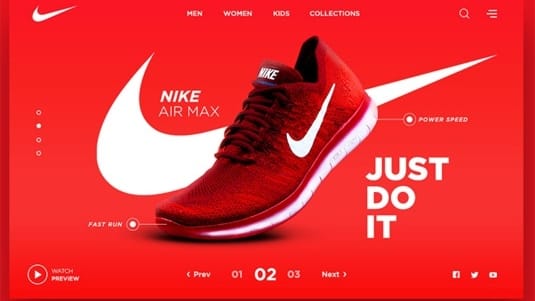 MEN WOMEN KIDS COLLECTIONS
NIKE
AIR MAX
NIKE
POWER SPEED
JUST
DO
IT
FAST RUN
WATCH
PREVIEW
Prev 01 02 03 Next